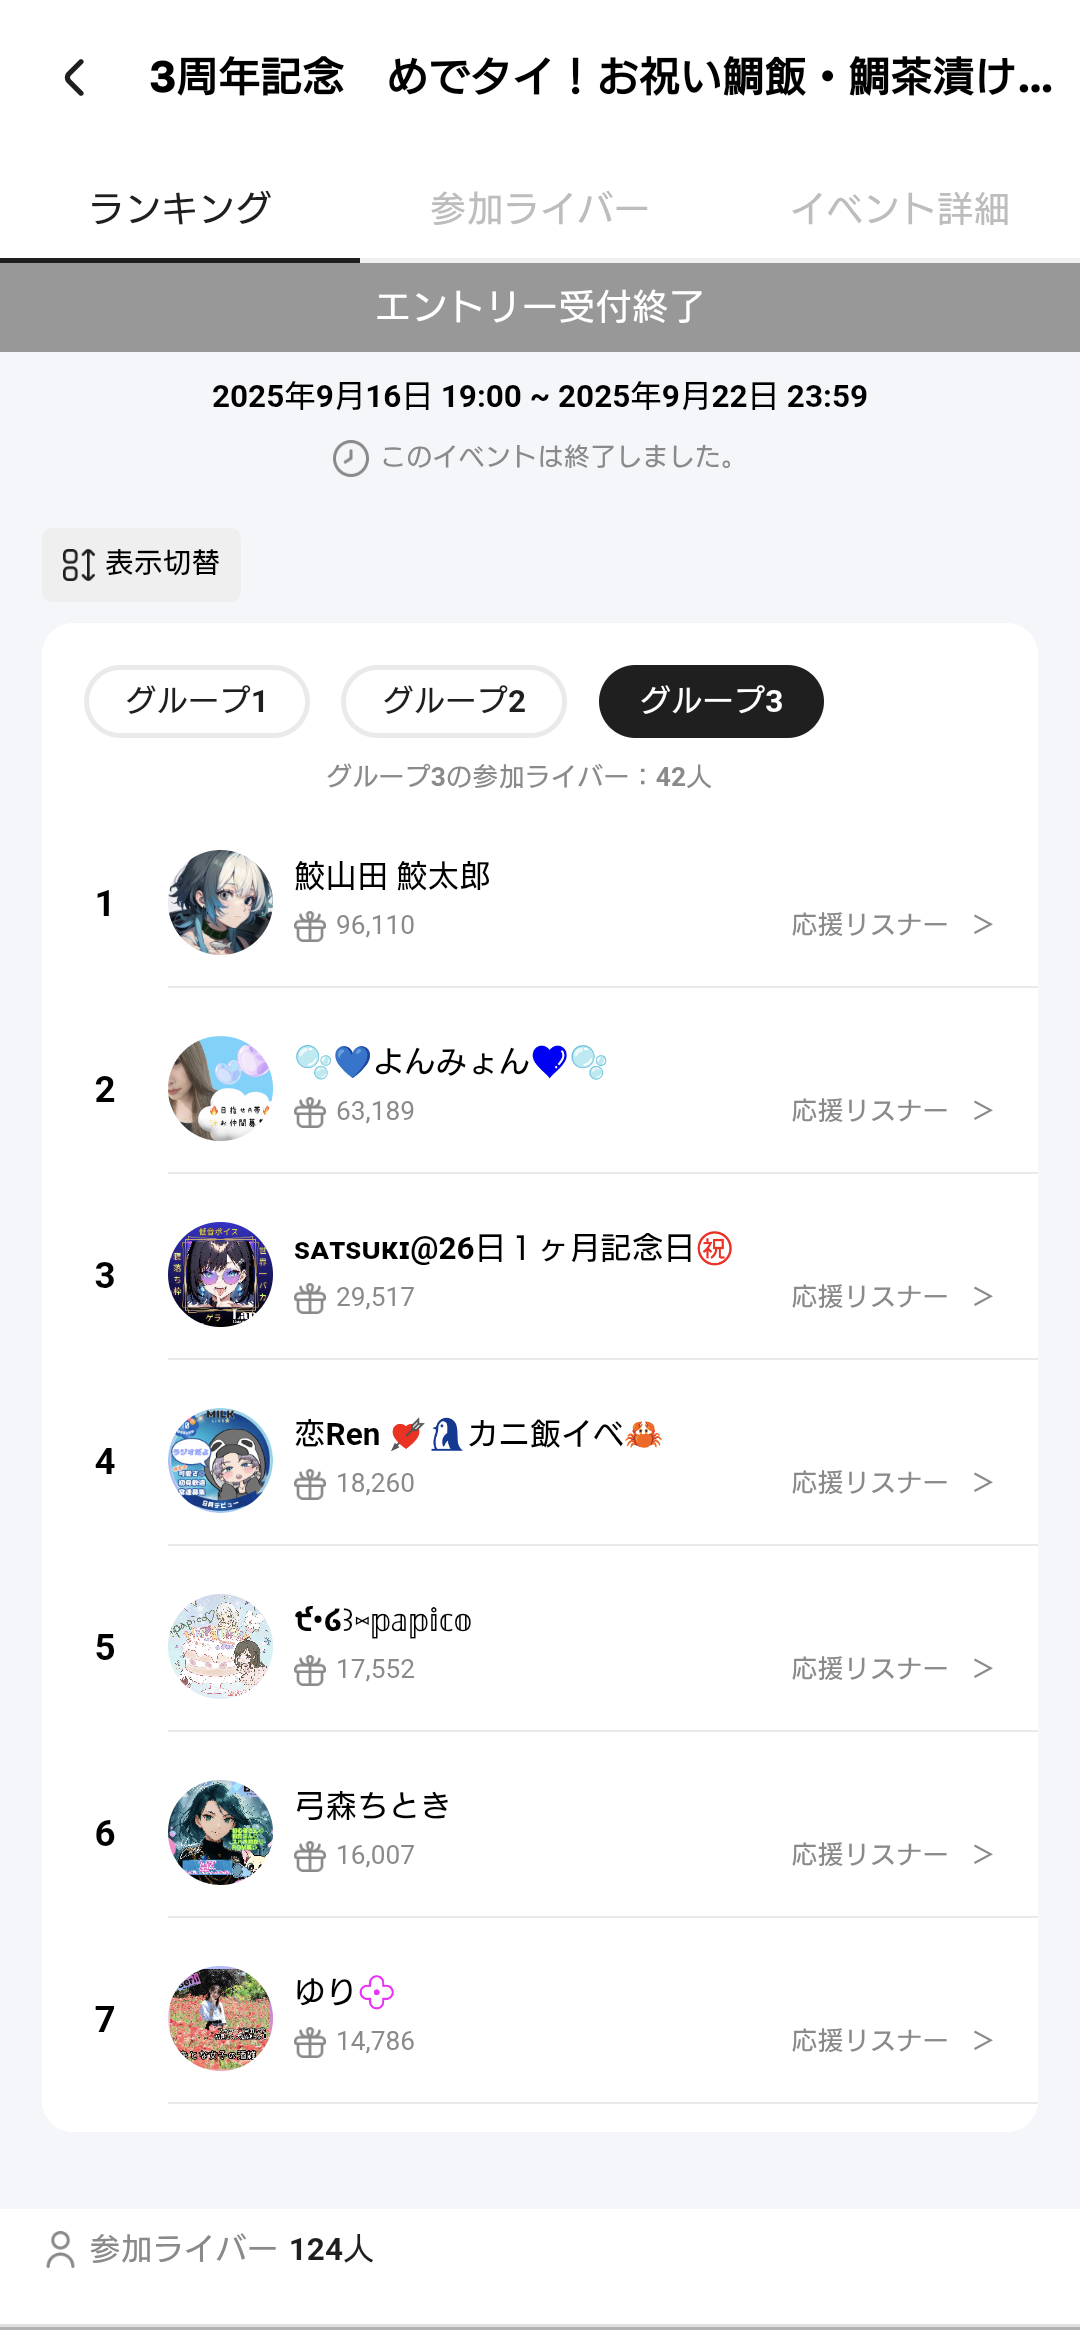 3周年記念　めでタイ！お祝い鯛飯・鯛茶漬け...
ランキング
参加ライバー
イベント詳細
エントリー受付終了
2025年9月16日 19:00 ~ 2025年9月22日 23:59
このイベントは終了しました。
表示切替
グループ1
グループ2
グループ3
グループ3の参加ライバー：42人
1
鮫山田 鮫太郎
96,110
応援リスナー >
2
🫧💙よんみょん💙🫧
63,189
応援リスナー >
3
sᴀᴛsᴜᴋɪ@26日１ヶ月記念日㊗
29,517
応援リスナー >
4
恋Ren 💘🐧カニ飯イベ🦀
18,260
応援リスナー >
5
𝕡𝕒𝕡𝕚𝕔𝕠
17,552
応援リスナー >
6
弓森ちとき
16,007
応援リスナー >
7
ゆり
14,786
応援リスナー >
参加ライバー 124人